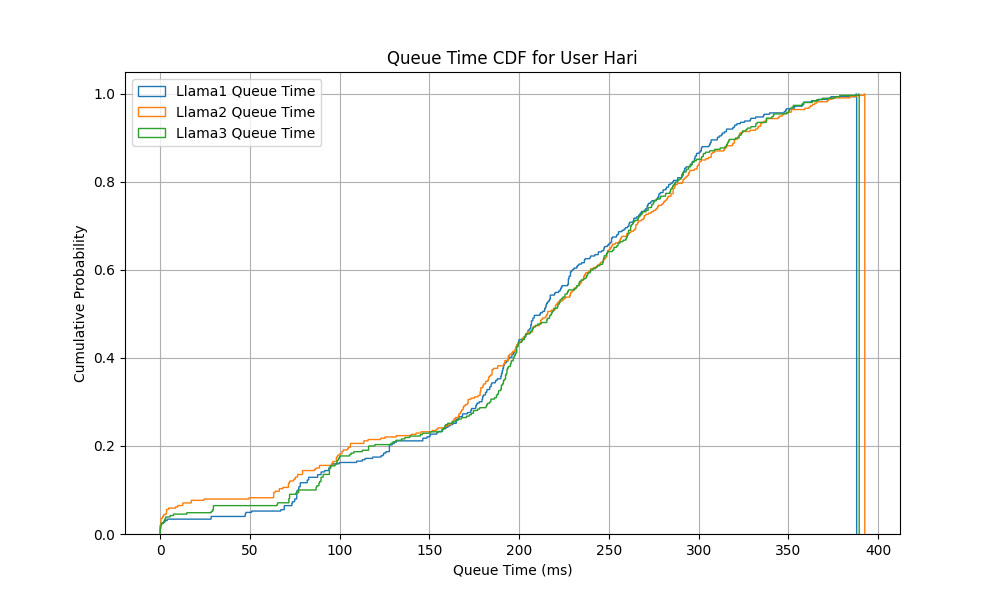 Queue Time CDF for User Hari
Llama1 Queue Time
Llama2 Queue Time
Llama3 Queue Time
Cumulative Probability
1.0
0.8
0.6
0.4
0.2
0.0
0 50 100 150 200 250 300 350 400
Queue Time (ms)